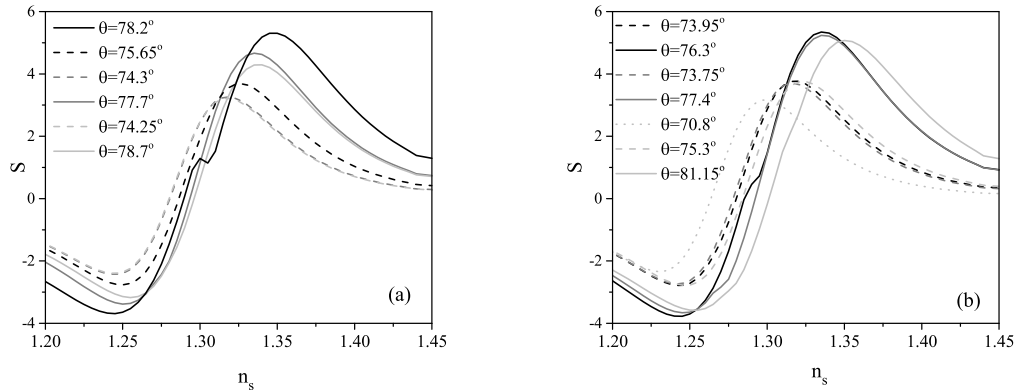 S
6
4
2
0
-2
-4
θ=78.2°
θ=75.65°
θ=74.3°
θ=77.7°
θ=74.25°
θ=78.7°
(a)
1.20 1.25 1.30 1.35 1.40 1.45
nₛ
S
6
4
2
0
-2
-4
θ=73.95°
θ=76.3°
θ=73.75°
θ=77.4°
θ=70.8°
θ=75.3°
θ=81.15°
(b)
1.20 1.25 1.30 1.35 1.40 1.45
nₛ